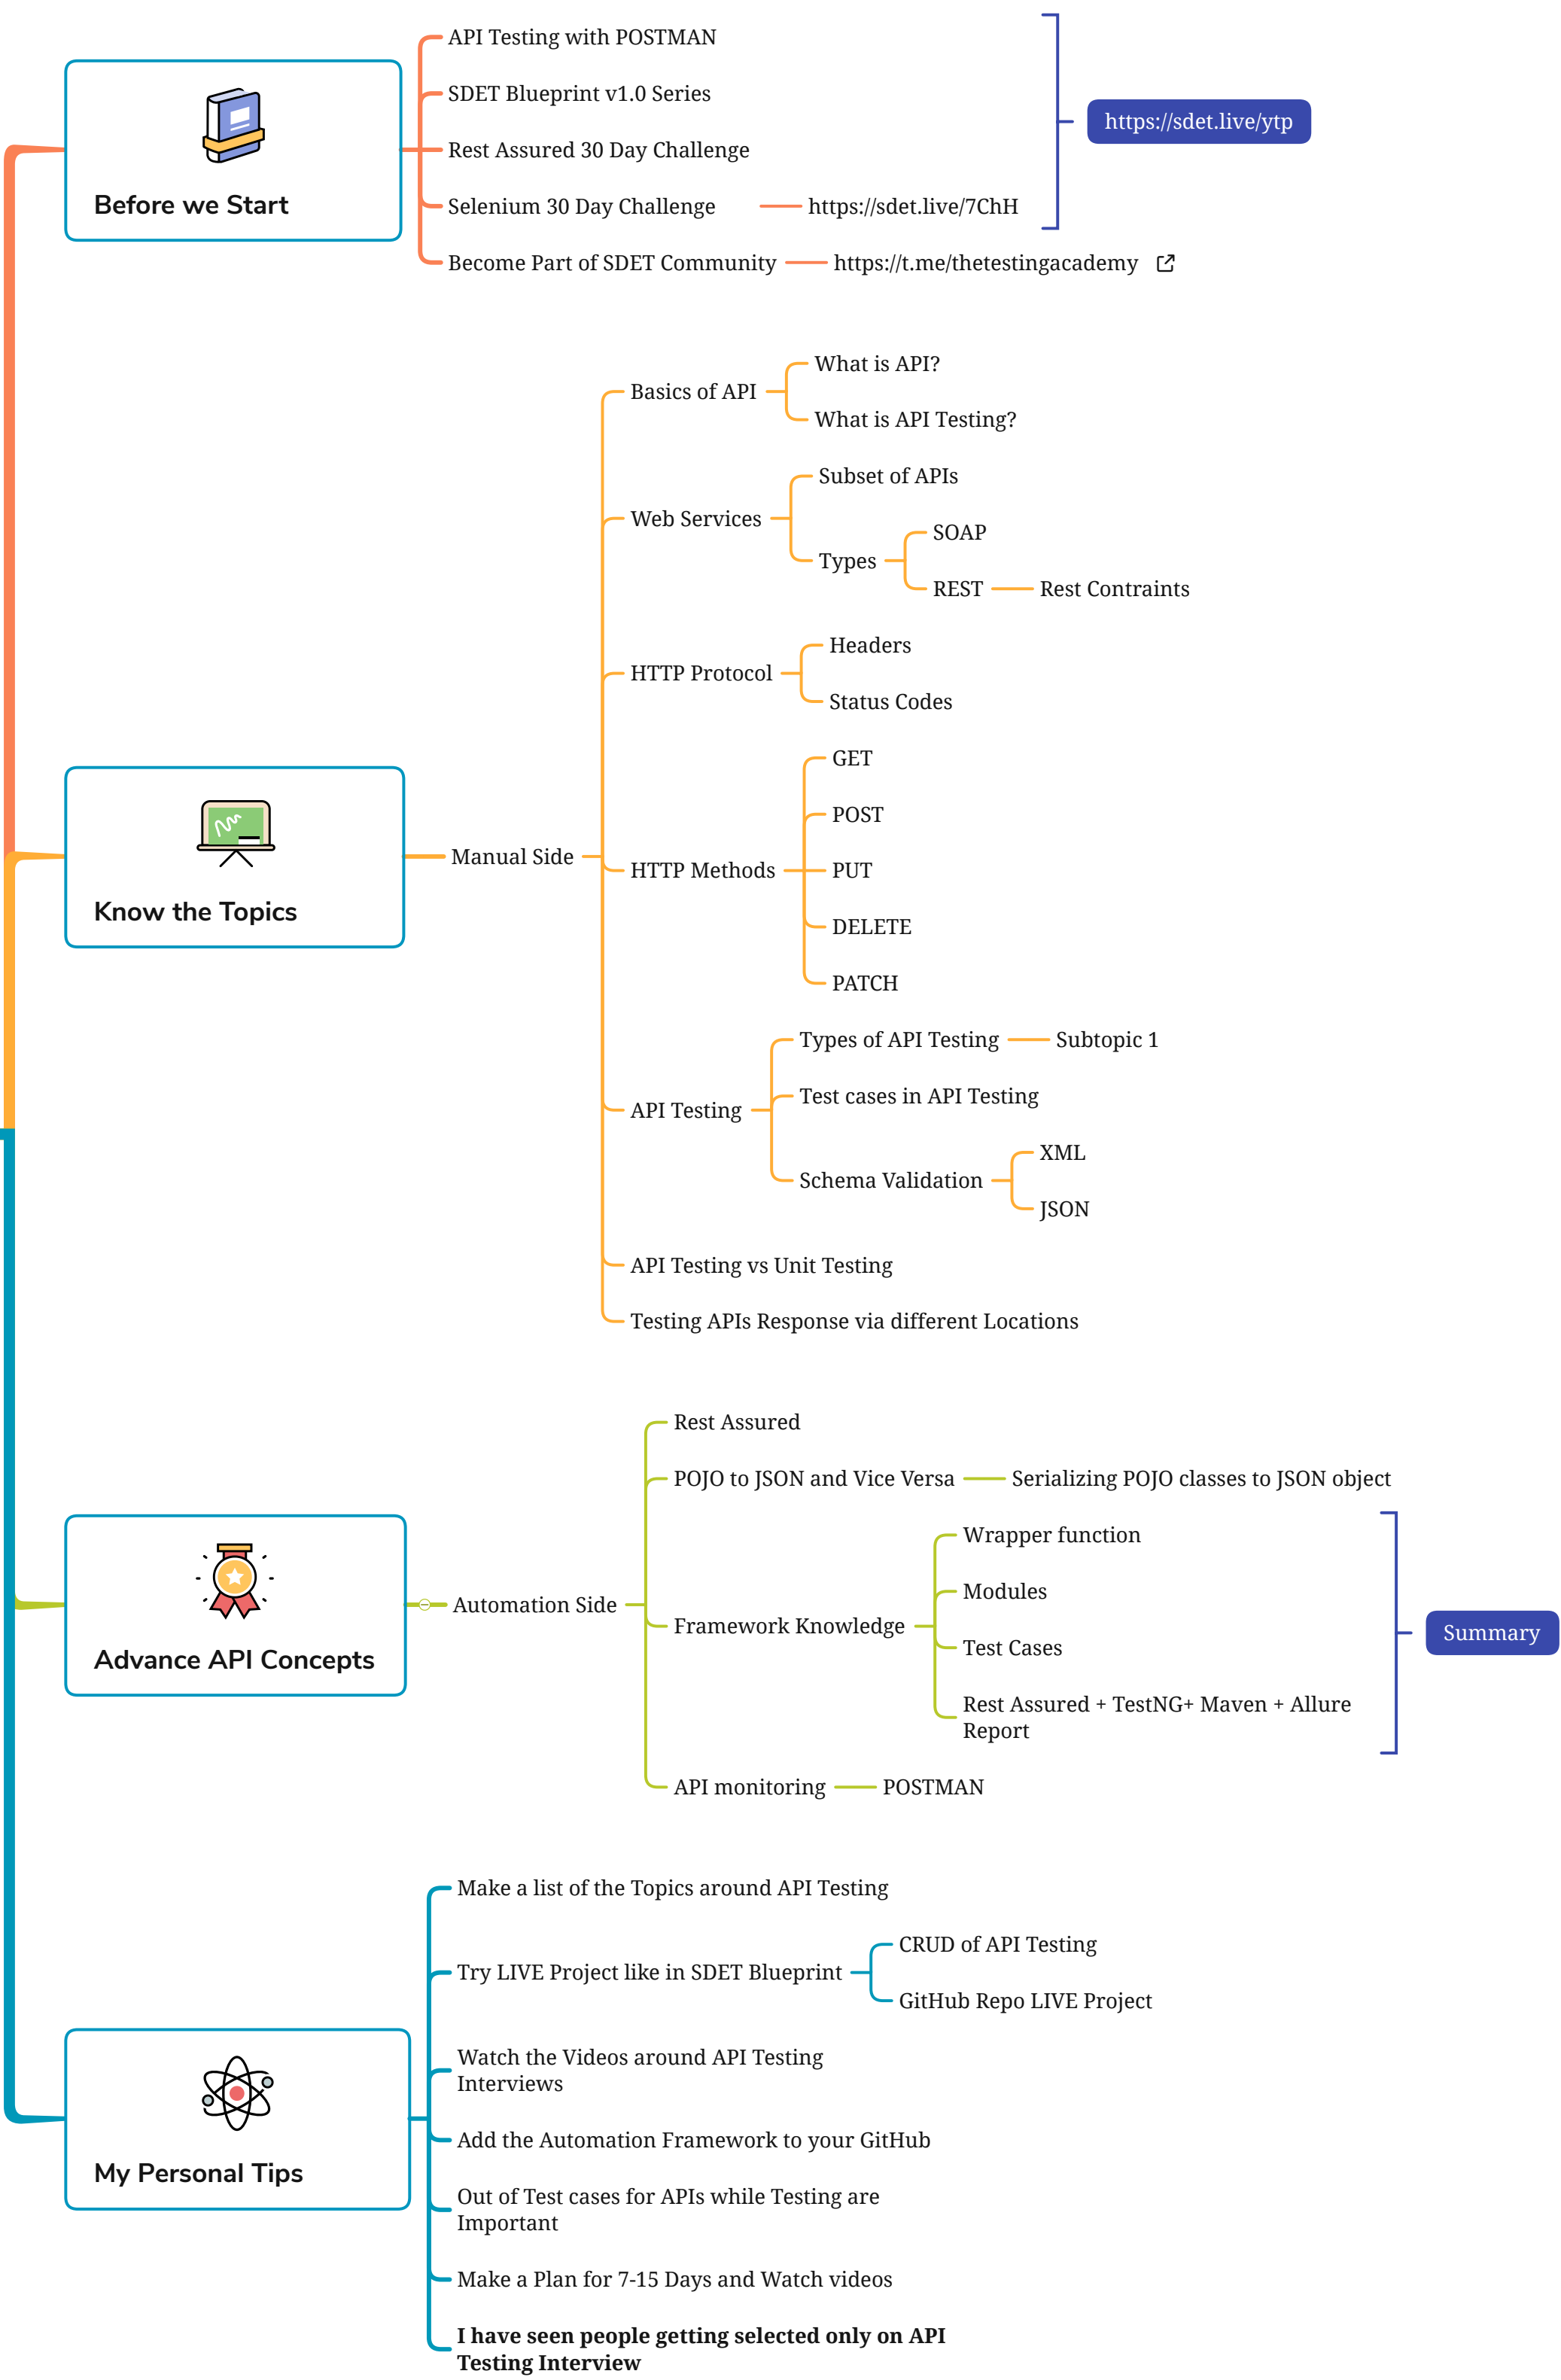 API Testing with POSTMAN
SDET Blueprint v1.0 Series
Rest Assured 30 Day Challenge
Selenium 30 Day Challenge
https://sdet.live/7ChH
https://sdet.live/ytp
Become Part of SDET Community
https://t.me/thetestingacademy
Before we Start
Basics of API
What is API?
What is API Testing?
Web Services
Subset of APIs
Types
SOAP
REST
Rest Contraints
HTTP Protocol
Headers
Status Codes
Know the Topics
Manual Side
HTTP Methods
GET
POST
PUT
DELETE
PATCH
API Testing
Types of API Testing
Subtopic 1
Test cases in API Testing
Schema Validation
XML
JSON
API Testing vs Unit Testing
Testing APIs Response via different Locations
Advance API Concepts
Automation Side
Rest Assured
POJO to JSON and Vice Versa
Serializing POJO classes to JSON object
Framework Knowledge
Wrapper function
Modules
Test Cases
Rest Assured + TestNG+ Maven + Allure
Report
Summary
API monitoring
POSTMAN
My Personal Tips
Make a list of the Topics around API Testing
Try LIVE Project like in SDET Blueprint
CRUD of API Testing
GitHub Repo LIVE Project
Watch the Videos around API Testing
Interviews
Add the Automation Framework to your GitHub
Out of Test cases for APIs while Testing are
Important
Make a Plan for 7-15 Days and Watch videos
I have seen people getting selected only on API
Testing Interview